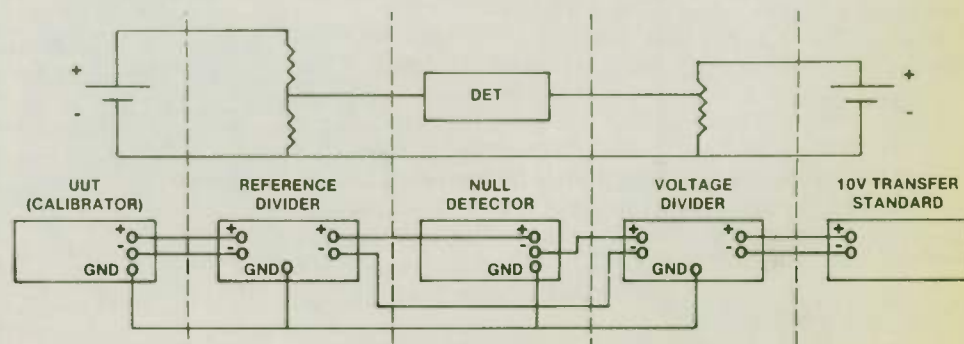 +
-
DET
+
-
UUT
(CALIBRATOR)
REFERENCE
DIVIDER
NULL
DETECTOR
VOLTAGE
DIVIDER
10V TRANSFER
STANDARD
+ + + + + + + +
- - - - - - - -
GND GND GND GND